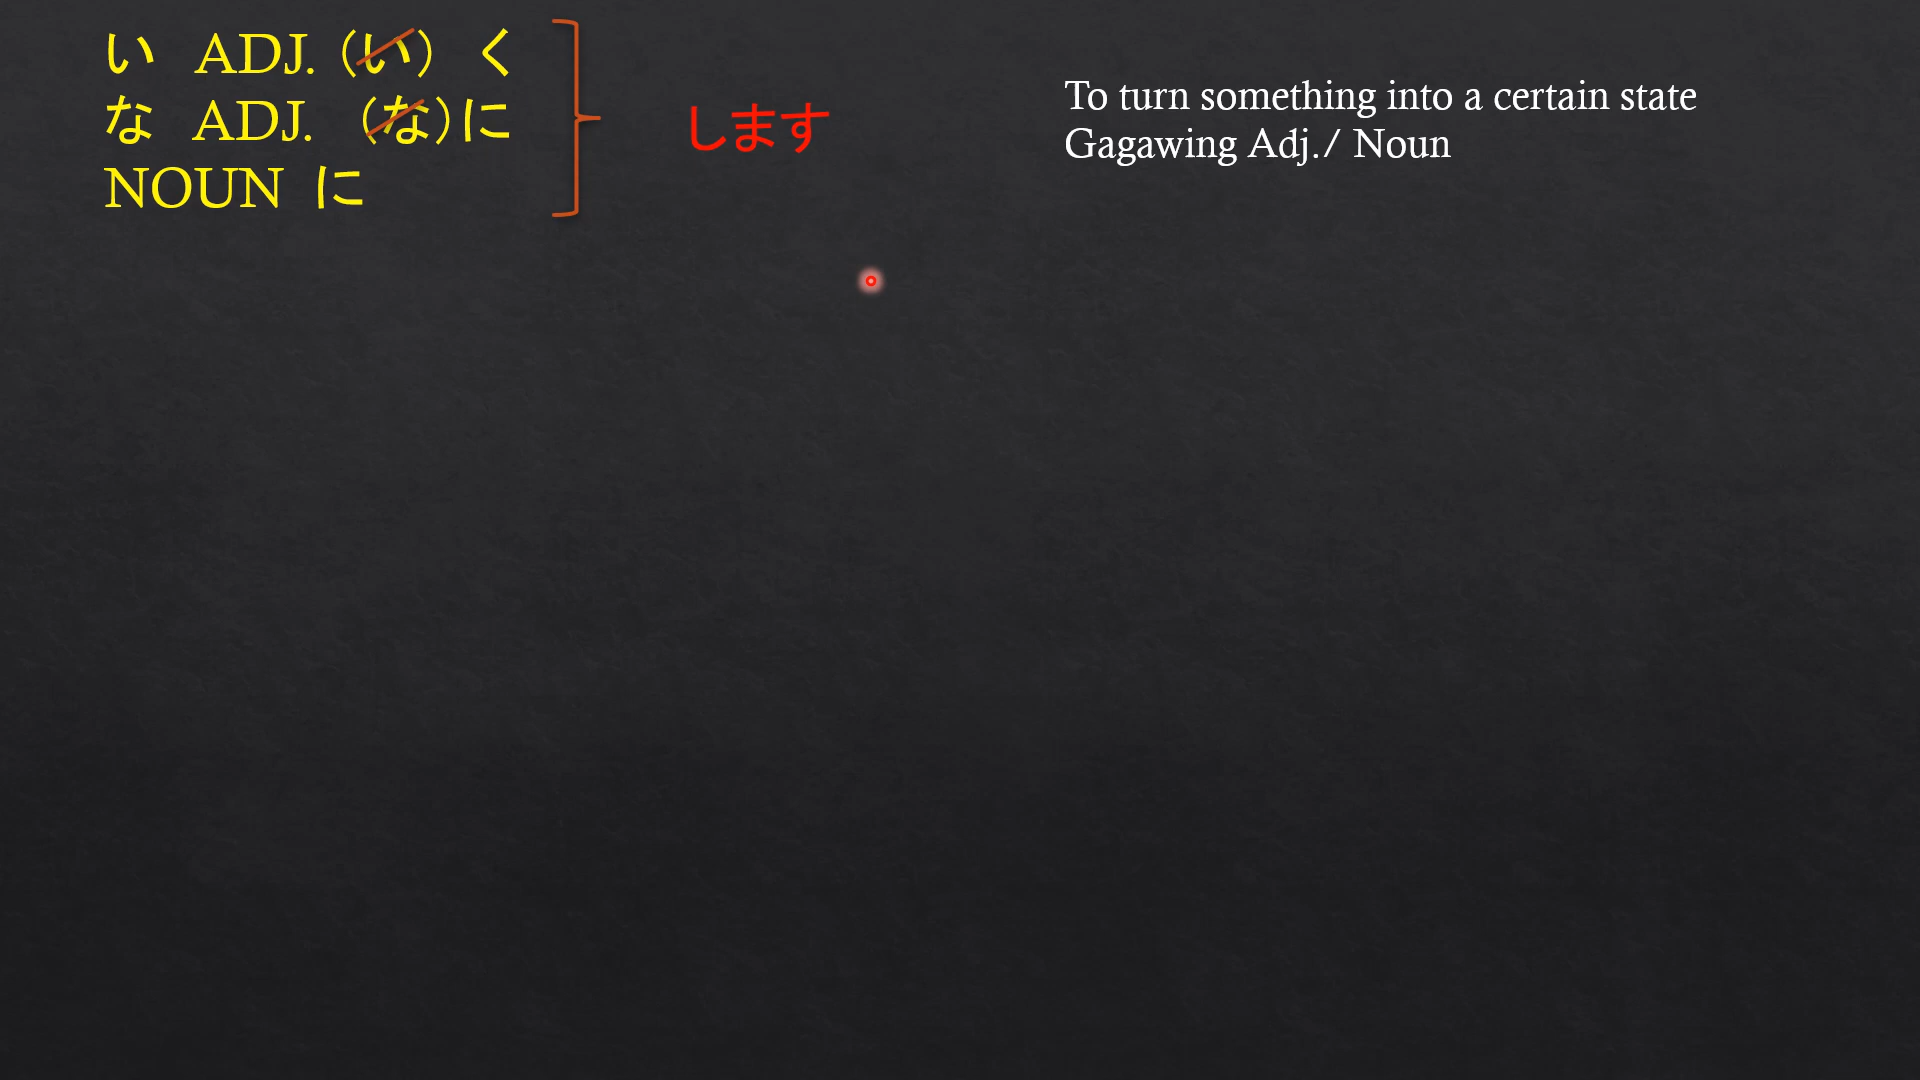 い ADJ. (い) く
な ADJ. (な)に
NOUN に
します
To turn something into a certain state
Gagawing Adj./ Noun